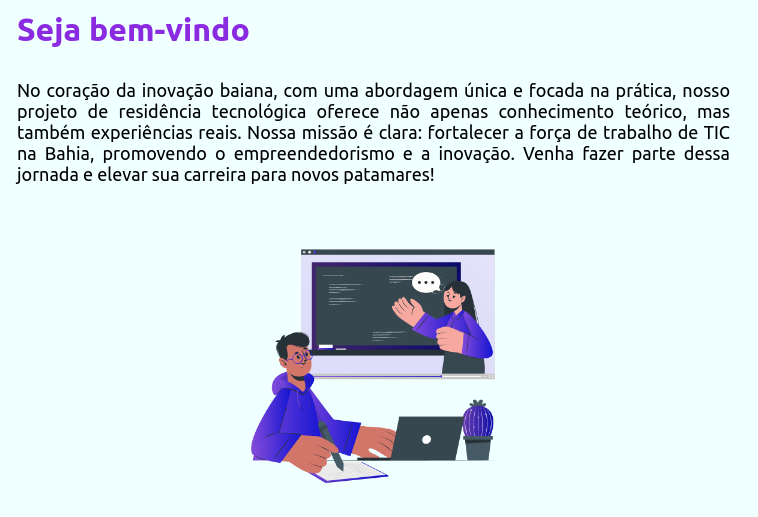 Seja bem-vindo
No coração da inovação baiana, com uma abordagem única e focada na prática, nosso
projeto de residência tecnológica oferece não apenas conhecimento teórico, mas
também experiências reais. Nossa missão é clara: fortalecer a força de trabalho de TIC
na Bahia, promovendo o empreendedorismo e a inovação. Venha fazer parte dessa
jornada e elevar sua carreira para novos patamares!